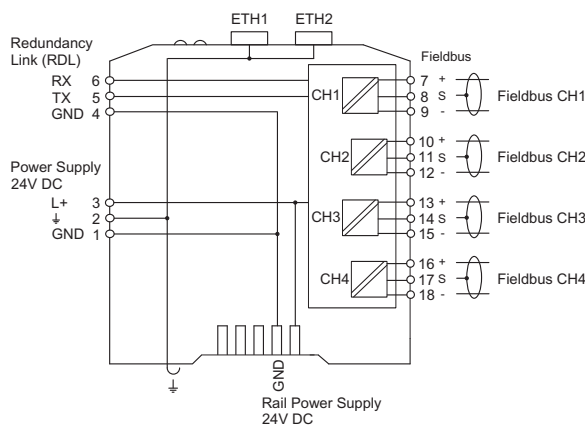 ETH1 ETH2
Redundancy
Link (RDL)
RX 6
TX 5
GND 4
Power Supply
24V DC
L+ 3
⏚ 2
GND 1
Fieldbus
CH1
7 +
8 S
9 -
Fieldbus CH1
CH2
10 +
11 S
12 -
Fieldbus CH2
CH3
13 +
14 S
15 -
Fieldbus CH3
CH4
16 +
17 S
18 -
Fieldbus CH4
GND
Rail Power Supply
24V DC